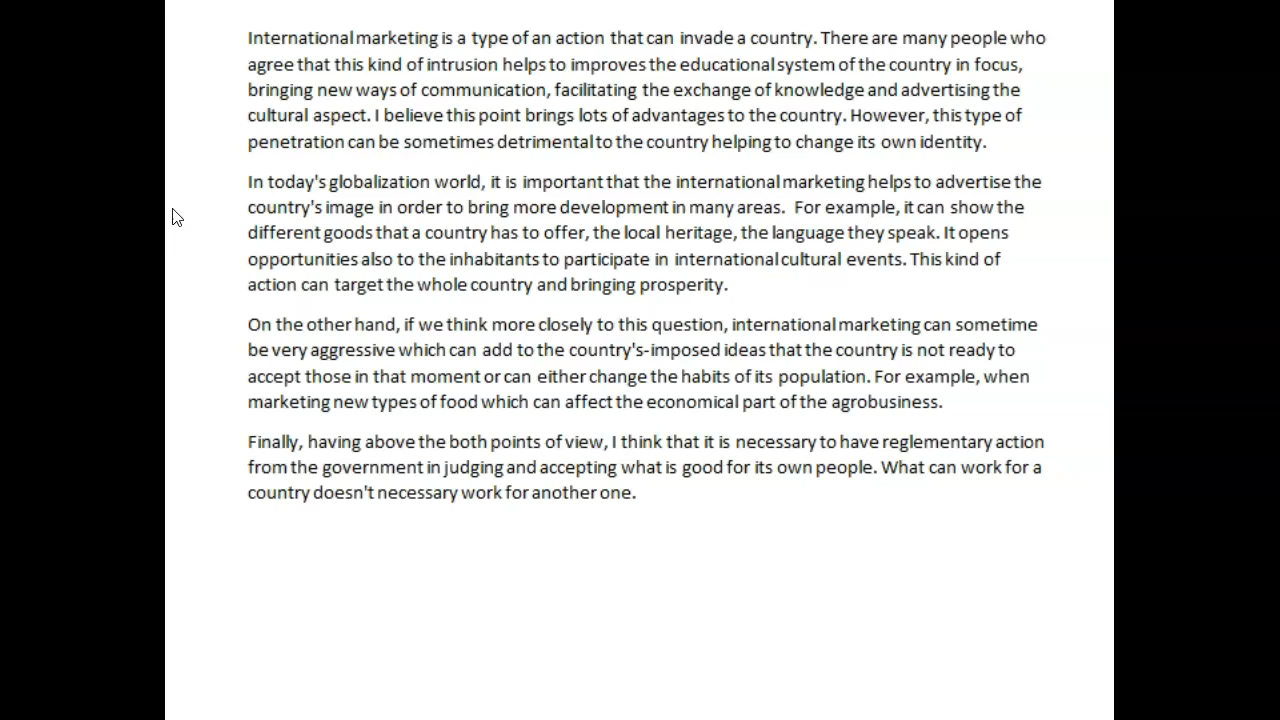 International marketing is a type of an action that can invade a country. There are many people who
agree that this kind of intrusion helps to improves the educational system of the country in focus,
bringing new ways of communication, facilitating the exchange of knowledge and advertising the
cultural aspect. I believe this point brings lots of advantages to the country. However, this type of
penetration can be sometimes detrimental to the country helping to change its own identity.
In today's globalization world, it is important that the international marketing helps to advertise the
country's image in order to bring more development in many areas.  For example, it can show the
different goods that a country has to offer, the local heritage, the language they speak. It opens
opportunities also to the inhabitants to participate in international cultural events. This kind of
action can target the whole country and bringing prosperity.
On the other hand, if we think more closely to this question, international marketing can sometime
be very aggressive which can add to the country's-imposed ideas that the country is not ready to
accept those in that moment or can either change the habits of its population. For example, when
marketing new types of food which can affect the economical part of the agrobusiness.
Finally, having above the both points of view, I think that it is necessary to have reglementary action
from the government in judging and accepting what is good for its own people. What can work for a
country doesn't necessary work for another one.